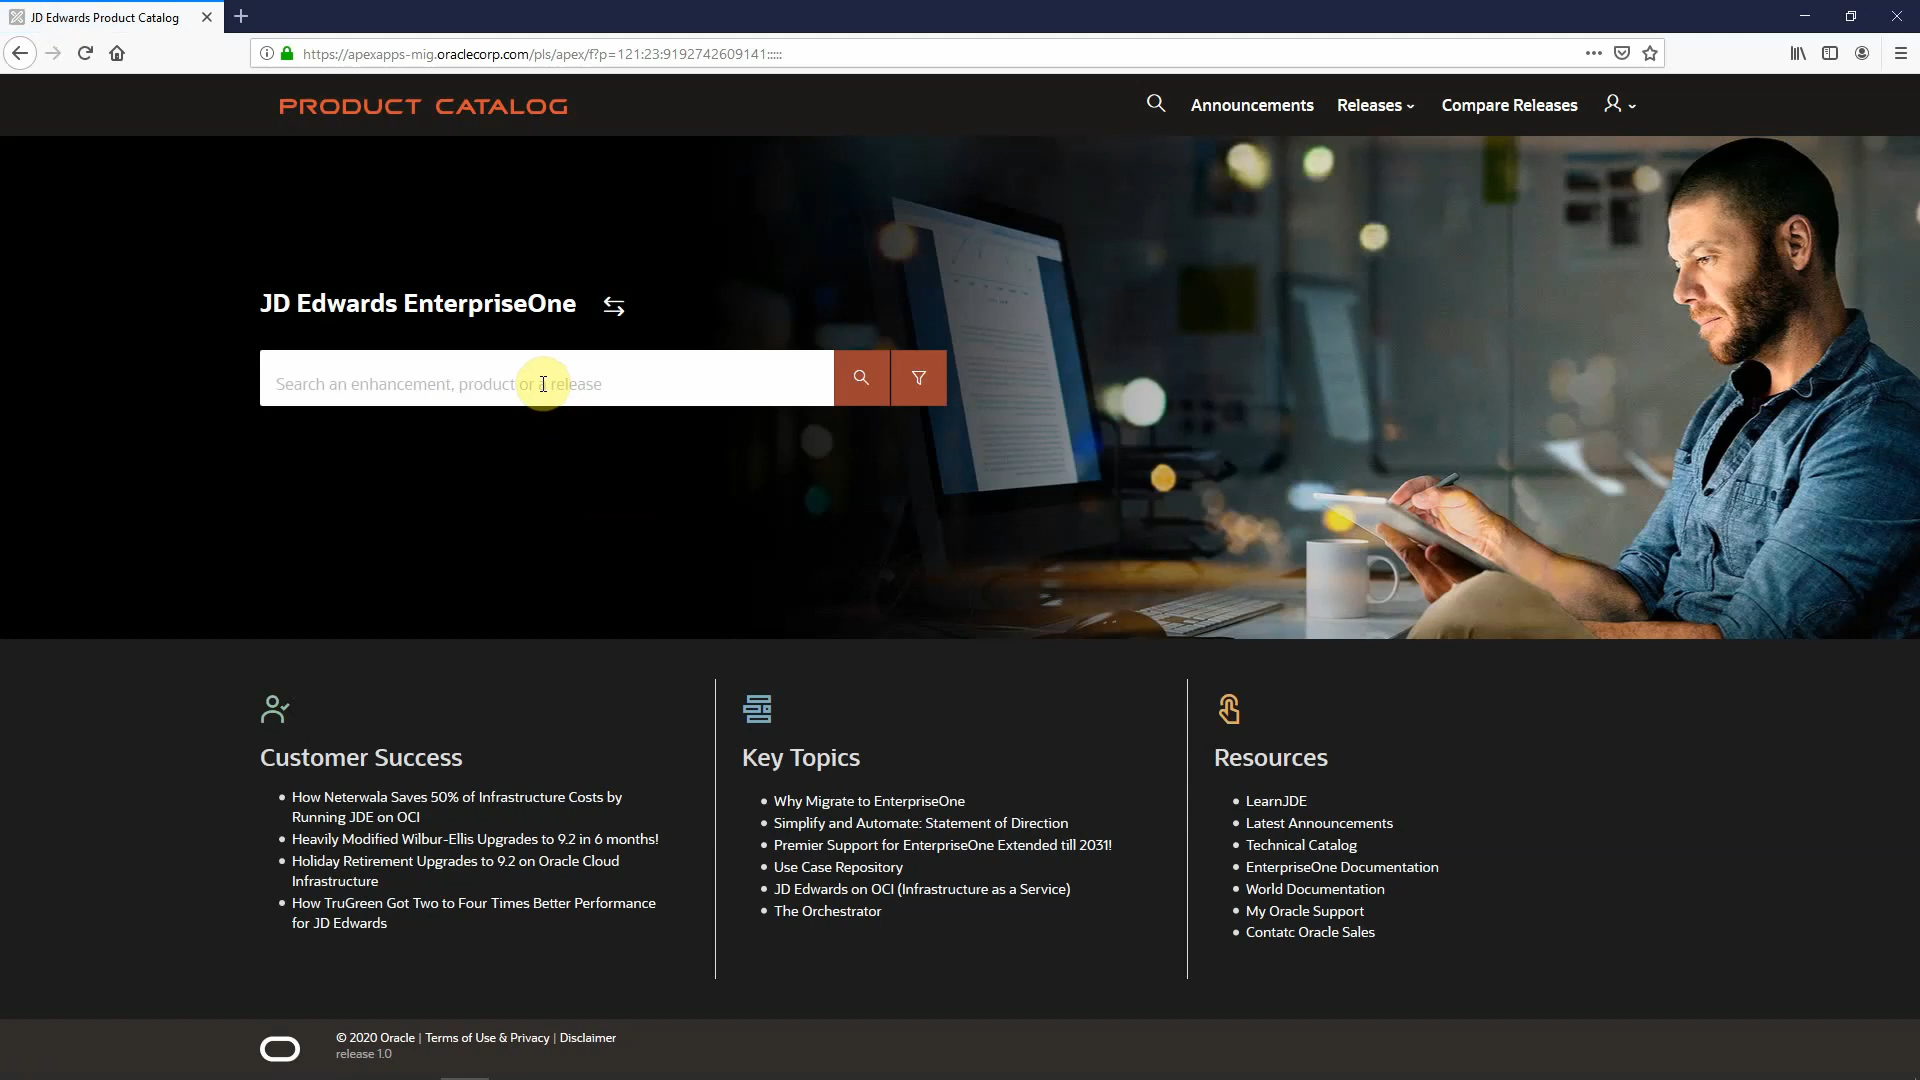 JD Edwards Product Catalog
https://apexapps-mig.oraclecorp.com/pls/apex/f?p=121:23:9192742609141:::::
PRODUCT CATALOG
Announcements
Releases
Compare Releases
JD Edwards EnterpriseOne
Search an enhancement, product or a release
Customer Success
How Neterwala Saves 50% of Infrastructure Costs by
Running JDE on OCI
Heavily Modified Wilbur-Ellis Upgrades to 9.2 in 6 months!
Holiday Retirement Upgrades to 9.2 on Oracle Cloud
Infrastructure
How TruGreen Got Two to Four Times Better Performance
for JD Edwards
Key Topics
Why Migrate to EnterpriseOne
Simplify and Automate: Statement of Direction
Premier Support for EnterpriseOne Extended till 2031!
Use Case Repository
JD Edwards on OCI (Infrastructure as a Service)
The Orchestrator
Resources
LearnJDE
Latest Announcements
Technical Catalog
EnterpriseOne Documentation
World Documentation
My Oracle Support
Contatc Oracle Sales
© 2020 Oracle | Terms of Use & Privacy | Disclaimer
release 1.0